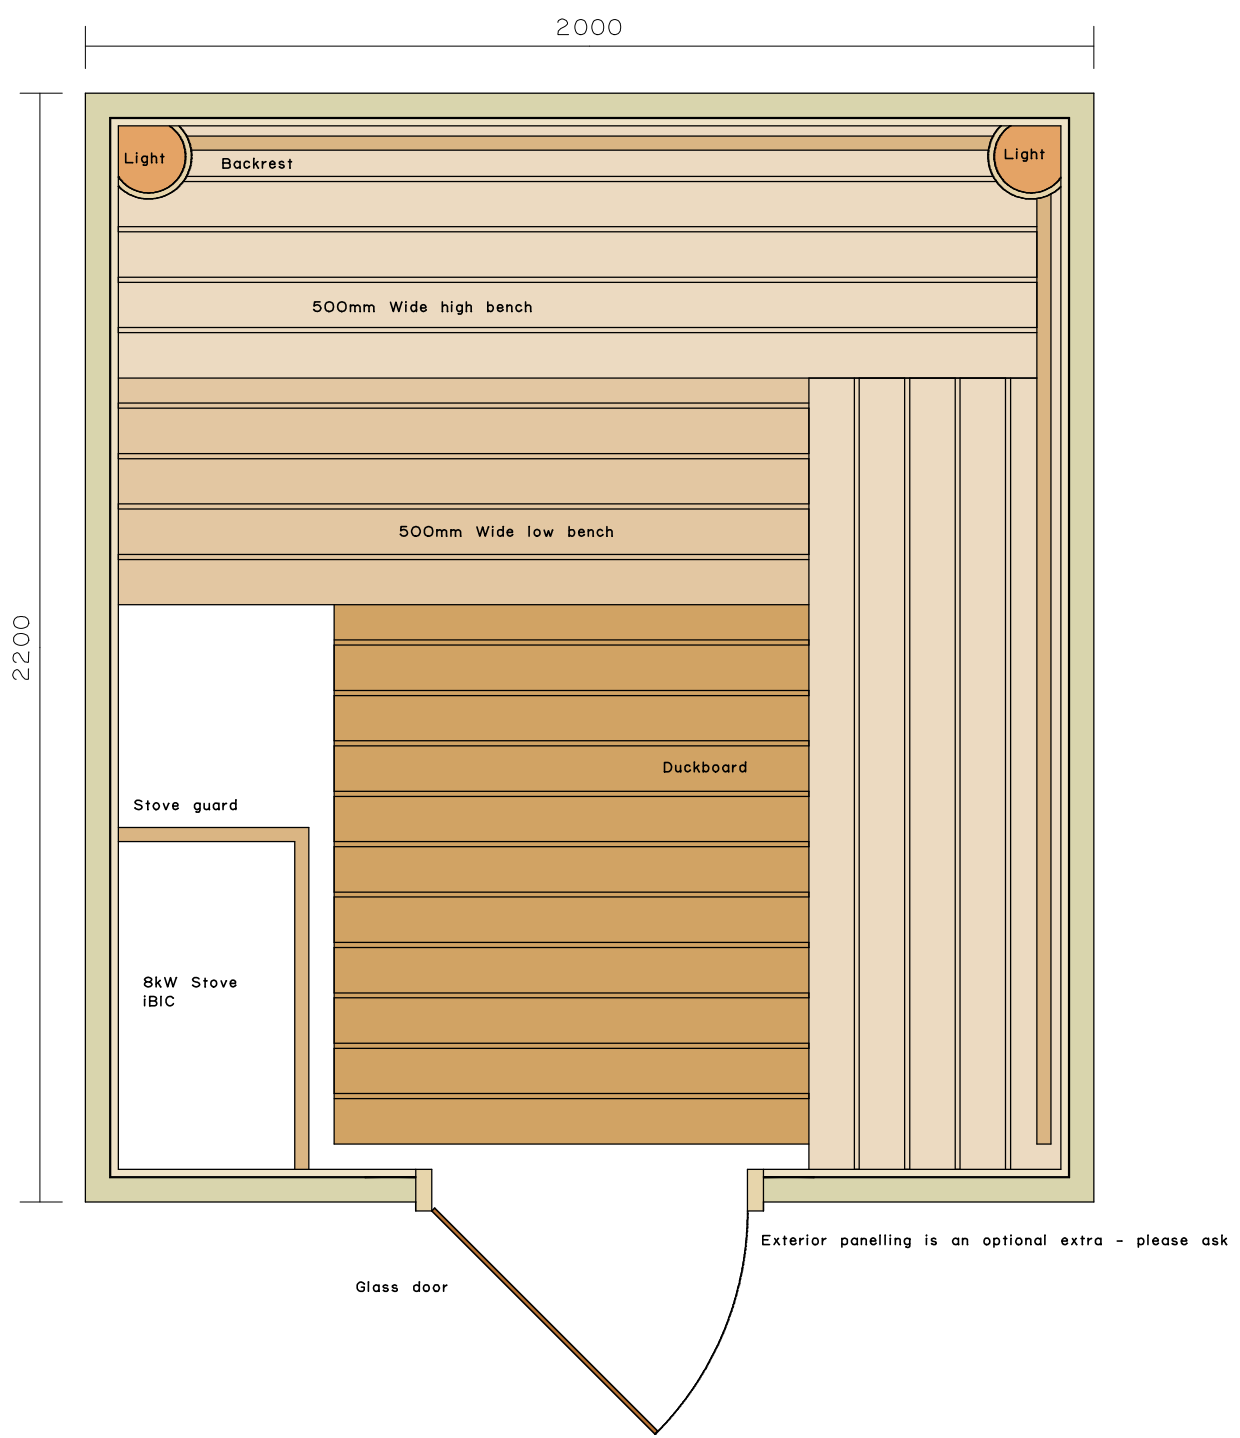 2000
Light
Light
Backrest
500mm Wide high bench
500mm Wide low bench
2200
Duckboard
Stove guard
8kW Stove
iBIC
Exterior panelling is an optional extra - please ask
Glass door